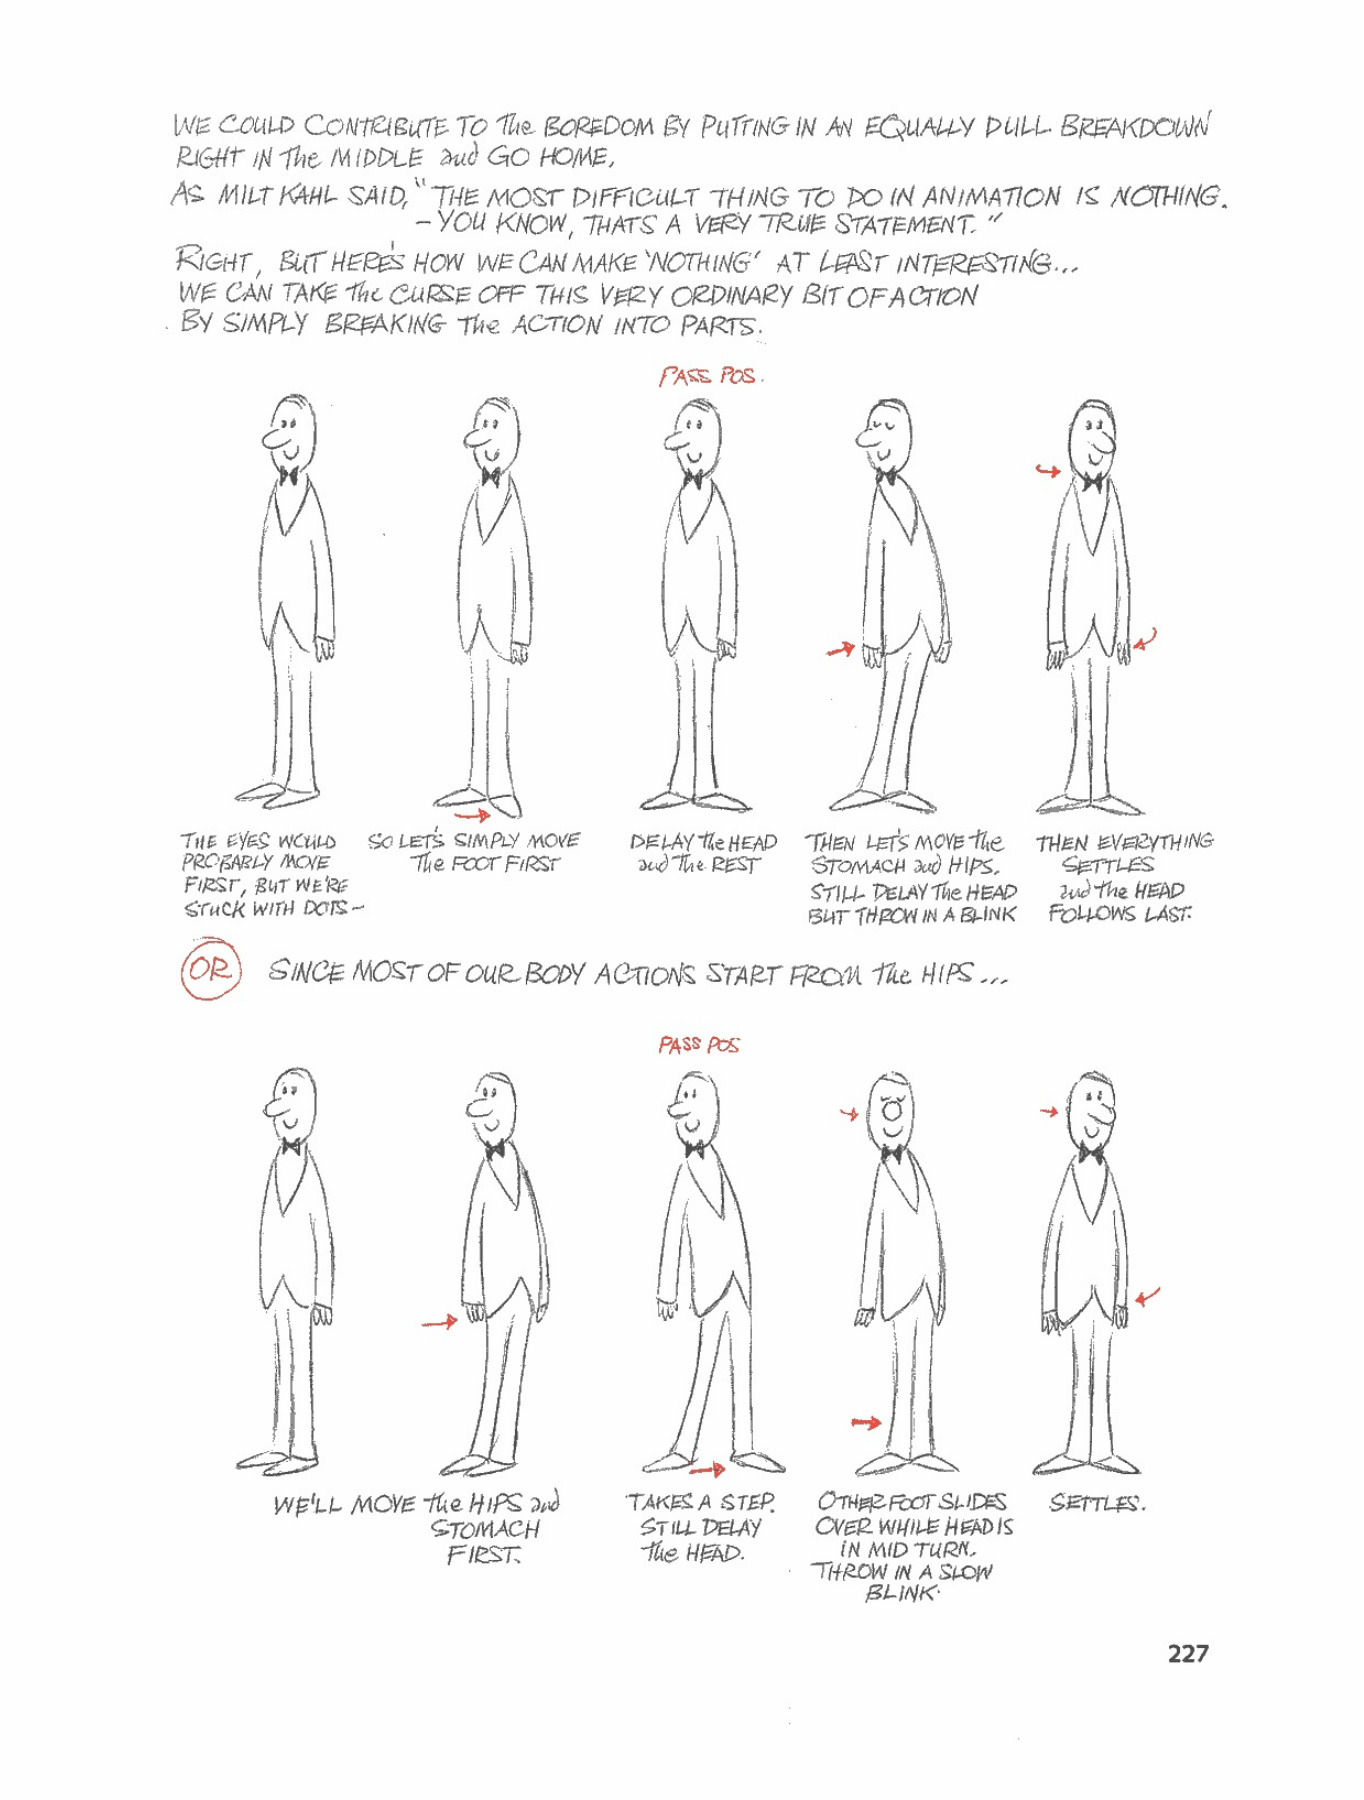 WE COULD CONTRIBUTE TO The BOREDOM BY PUTTING IN AN EQUALLY DULL BREAKDOWN
RIGHT IN The MIDDLE and GO HOME,
AS MILT KAHL SAID, "THE MOST DIFFICULT THING TO DO IN ANIMATION IS NOTHING.
– YOU KNOW, THATS A VERY TRUE STATEMENT."
RIGHT, BUT HERE'S HOW WE CAN MAKE 'NOTHING' AT LEAST INTERESTING...
WE CAN TAKE The CURSE OFF THIS VERY ORDINARY BIT OF ACTION
BY SIMPLY BREAKING The ACTION INTO PARTS.
PASS POS.
THE EYES WOULD
PROBABLY MOVE
FIRST, BUT WE'RE
STUCK WITH DOTS –
SO LET'S SIMPLY MOVE
The FOOT FIRST
DELAY The HEAD
and The REST
THEN LET'S MOVE the
STOMACH and HIPS.
STILL DELAY The HEAD
BUT THROW IN A BLINK
THEN EVERYTHING
SETTLES
and the HEAD
FOLLOWS LAST.
OR SINCE MOST OF OUR BODY ACTIONS START FROM The HIPS...
PASS POS
WE'LL MOVE the HIPS and
STOMACH
FIRST.
TAKES A STEP.
STILL DELAY
the HEAD.
OTHER FOOT SLIDES
OVER WHILE HEAD IS
IN MID TURN.
THROW IN A SLOW
BLINK.
SETTLES.
227